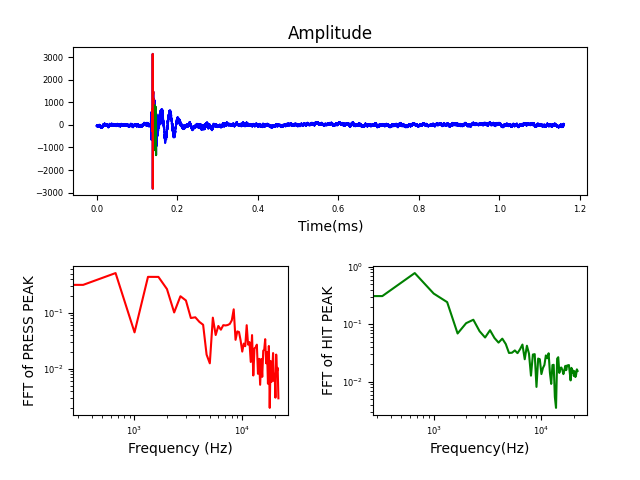 Amplitude
3000
2000
1000
0
−1000
−2000
−3000
0.0 0.2 0.4 0.6 0.8 1.0 1.2
Time(ms)
FFT of PRESS PEAK
10⁻¹
10⁻²
10³ 10⁴
Frequency (Hz)
FFT of HIT PEAK
10⁰
10⁻¹
10⁻²
10³ 10⁴
Frequency(Hz)